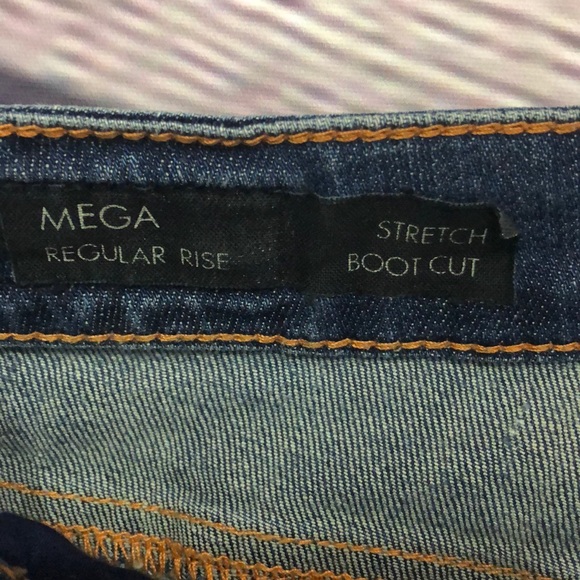 MEGA
REGULAR RISE
STRETCH
BOOT CUT